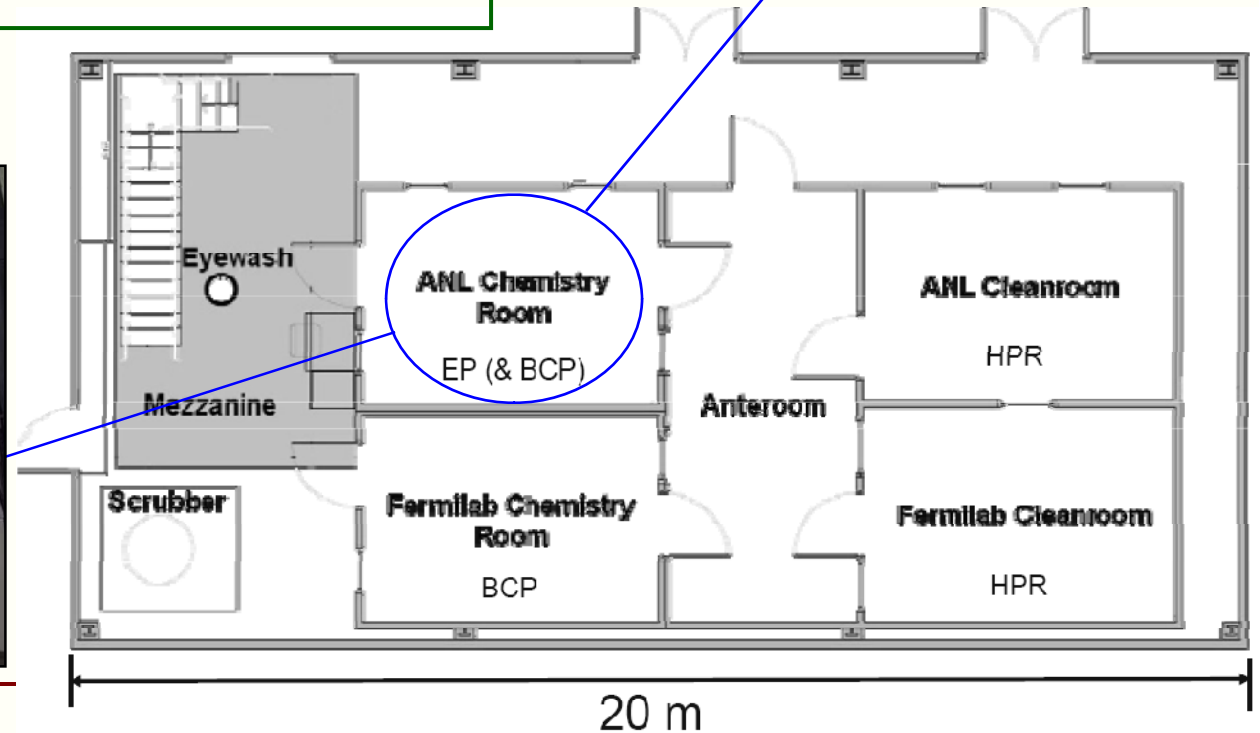 Eyewash
ANL Chemistry
Room
EP (& BCP)
ANL Cleanroom
HPR
Mezzanine
Anteroom
Scrubber
Fermilab Chemistry
Room
BCP
Fermilab Cleanroom
HPR
20 m